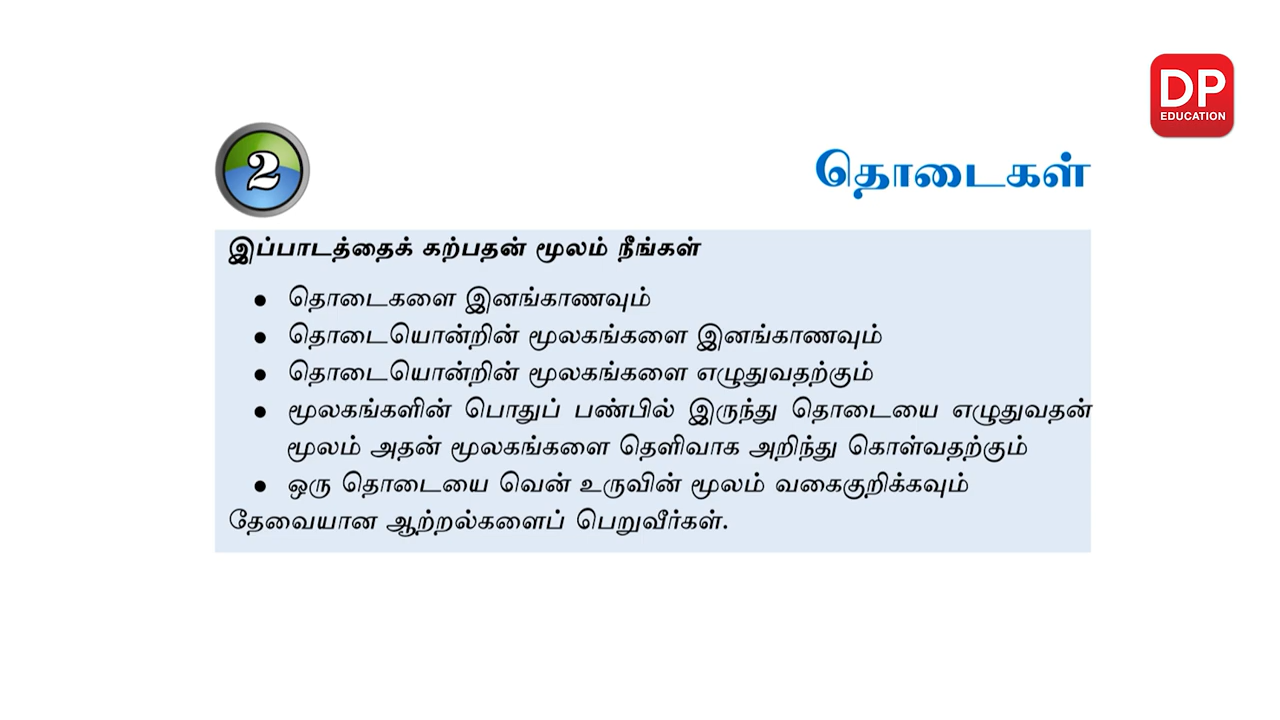 DP
EDUCATION
2
தொடைகள்
இப்பாடத்தைக் கற்பதன் மூலம் நீங்கள்
● தொடைகளை இனங்காணவும்
● தொடையொன்றின் மூலகங்களை இனங்காணவும்
● தொடையொன்றின் மூலகங்களை எழுதுவதற்கும்
● மூலகங்களின் பொதுப் பண்பில் இருந்து தொடையை எழுதுவதன்
மூலம் அதன் மூலகங்களை தெளிவாக அறிந்து கொள்வதற்கும்
● ஒரு தொடையை வென் உருவின் மூலம் வகைகுறிக்கவும்
தேவையான ஆற்றல்களைப் பெறுவீர்கள்.